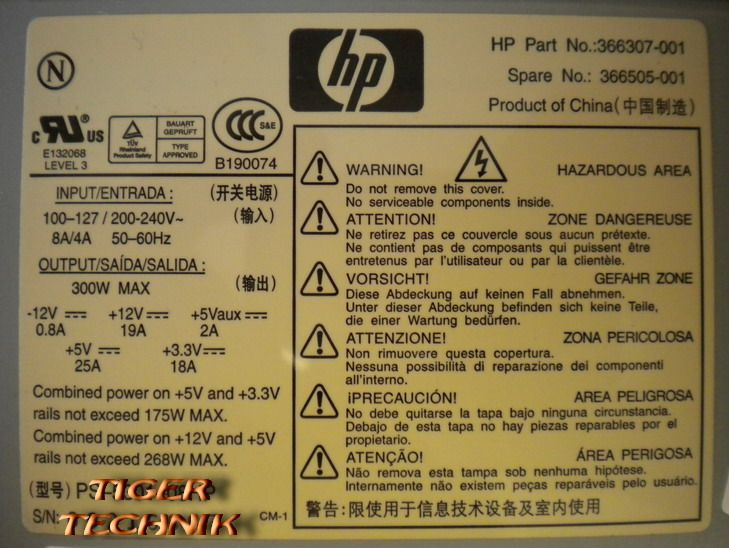 N
hp
HP Part No.:366307-001
Spare No.: 366505-001
Product of China(中国制造)
c UR ® US
E132068
LEVEL 3
TÜV
Rheinland
Product Safety
BAUART
GEPRÜFT
TYPE
APPROVED
CCC S&E
B190074
INPUT/ENTRADA : (开关电源)
100–127 / 200-240V~ (输入)
8A/4A 50–60Hz
OUTPUT/SAÍDA/SALIDA :
300W MAX (输出)
-12V +12V +5Vaux
0.8A 19A 2A
+5V +3.3V
25A 18A
Combined power on +5V and +3.3V
rails not exceed 175W MAX.
Combined power on +12V and +5V
rails not exceed 268W MAX.
(型号)
S/N:
TIGER
TECHNIK
CM-1
WARNING! HAZARDOUS AREA
Do not remove this cover.
No serviceable components inside.
ATTENTION! ZONE DANGEREUSE
Ne retirez pas ce couvercle sous aucun prétexte.
Ne contient pas de composants qui puissent être
entretenus par l'utilisateur ou par la clientèle.
VORSICHT! GEFAHR ZONE
Diese Abdeckung auf keinen Fall abnehmen.
Unter dieser Abdeckung befinden sich keine Teile,
die einer Wartung bedürfen.
ATTENZIONE! ZONA PERICOLOSA
Non rimuovere questa copertura.
Nessuna possibilità di reparazione dei componenti
all'interno.
¡PRECAUCIÓN! AREA PELIGROSA
No debe quitarse la tapa bajo ninguna circunstancia.
Debajo de esta tapa no hay piezas reparables por el
propietario.
ATENÇÃO! ÁREA PERIGOSA
Não remova esta tampa sob nenhuma hipótese.
Internamente não existem peças reparáveis pelo usuário.
警告:限使用于信息技术设备及室内使用